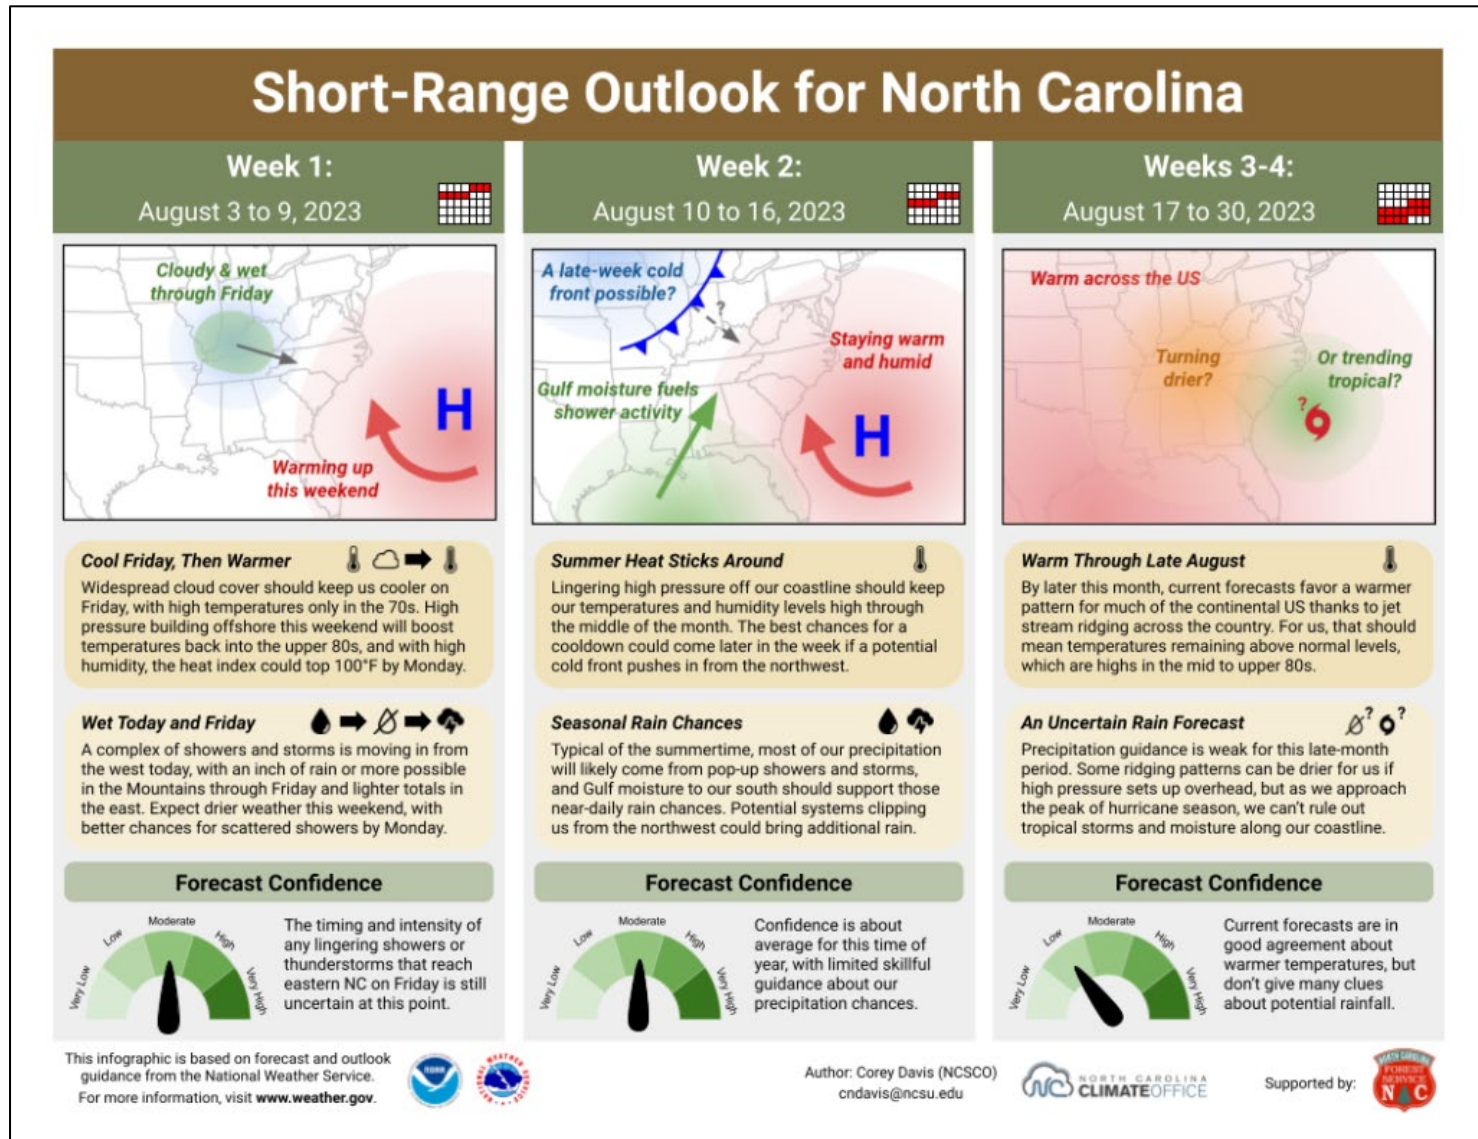 Short-Range Outlook for North Carolina
Week 1:
August 3 to 9, 2023
Cloudy & wet
through Friday
H
Warming up
this weekend
Cool Friday, Then Warmer
Widespread cloud cover should keep us cooler on
Friday, with high temperatures only in the 70s. High
pressure building offshore this weekend will boost
temperatures back into the upper 80s, and with high
humidity, the heat index could top 100°F by Monday.
Wet Today and Friday
A complex of showers and storms is moving in from
the west today, with an inch of rain or more possible
in the Mountains through Friday and lighter totals in
the east. Expect drier weather this weekend, with
better chances for scattered showers by Monday.
Forecast Confidence
Very Low
Low
Moderate
High
Very High
The timing and intensity of
any lingering showers or
thunderstorms that reach
eastern NC on Friday is still
uncertain at this point.
Week 2:
August 10 to 16, 2023
A late-week cold
front possible?
?
Staying warm
and humid
Gulf moisture fuels
shower activity
H
Summer Heat Sticks Around
Lingering high pressure off our coastline should keep
our temperatures and humidity levels high through
the middle of the month. The best chances for a
cooldown could come later in the week if a potential
cold front pushes in from the northwest.
Seasonal Rain Chances
Typical of the summertime, most of our precipitation
will likely come from pop-up showers and storms,
and Gulf moisture to our south should support those
near-daily rain chances. Potential systems clipping
us from the northwest could bring additional rain.
Forecast Confidence
Very Low
Low
Moderate
High
Very High
Confidence is about
average for this time of
year, with limited skillful
guidance about our
precipitation chances.
Weeks 3-4:
August 17 to 30, 2023
Warm across the US
Turning
drier?
Or trending
tropical?
?
Warm Through Late August
By later this month, current forecasts favor a warmer
pattern for much of the continental US thanks to jet
stream ridging across the country. For us, that should
mean temperatures remaining above normal levels,
which are highs in the mid to upper 80s.
An Uncertain Rain Forecast
? ?
Precipitation guidance is weak for this late-month
period. Some ridging patterns can be drier for us if
high pressure sets up overhead, but as we approach
the peak of hurricane season, we can't rule out
tropical storms and moisture along our coastline.
Forecast Confidence
Very Low
Low
Moderate
High
Very High
Current forecasts are in
good agreement about
warmer temperatures, but
don't give many clues
about potential rainfall.
This infographic is based on forecast and outlook
guidance from the National Weather Service.
For more information, visit www.weather.gov.
NOAA
Author: Corey Davis (NCSCO)
cndavis@ncsu.edu
NC
NORTH CAROLINA
CLIMATEOFFICE
Supported by:
NORTH CAROLINA
FOREST
SERVICE
N C